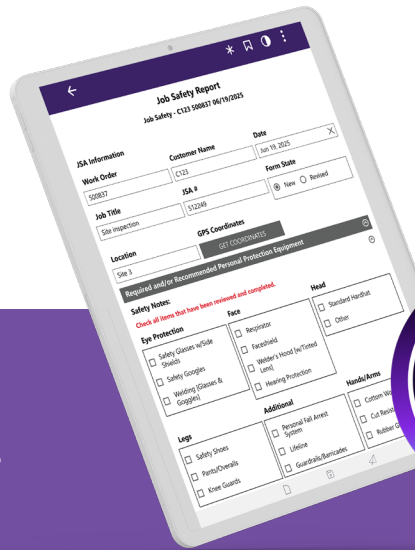 Job Safety Report
Job Safety - C123 500837 06/19/2025
JSA Information
Work Order
Customer Name
Date
500837
C123
Jun 19, 2025
Job Title
JSA #
Form State
Site inspection
512249
New
Revised
Location
GPS Coordinates
Site 3
GET COORDINATES
Required and/or Recommended Personal Protection Equipment
Safety Notes:
Check all items that have been reviewed and completed.
Eye Protection
Face
Head
Safety Glasses w/Side
Shields
Safety Googles
Welding (Glasses &
Goggles)
Respirator
Faceshield
Welder's Hood (w/Tinted
Lens)
Hearing Protection
Standard Hardhat
Other
Legs
Additional
Hands/Arms
Safety Shoes
Pants/Overalls
Knee Guards
Personal Fall Arrest
System
Lifeline
Guardrails/Barricades
Cotton
Cut
Rubber